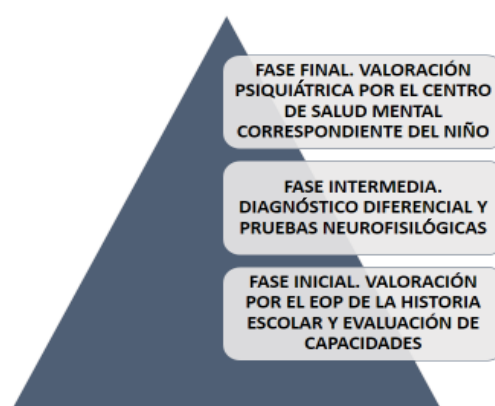 FASE FINAL. VALORACIÓN
PSIQUIÁTRICA POR EL CENTRO
DE SALUD MENTAL
CORRESPONDIENTE DEL NIÑO
FASE INTERMEDIA.
DIAGNÓSTICO DIFERENCIAL Y
PRUEBAS NEUROFISILÓGICAS
FASE INICIAL. VALORACIÓN
POR EL EOP DE LA HISTORIA
ESCOLAR Y EVALUACIÓN DE
CAPACIDADES